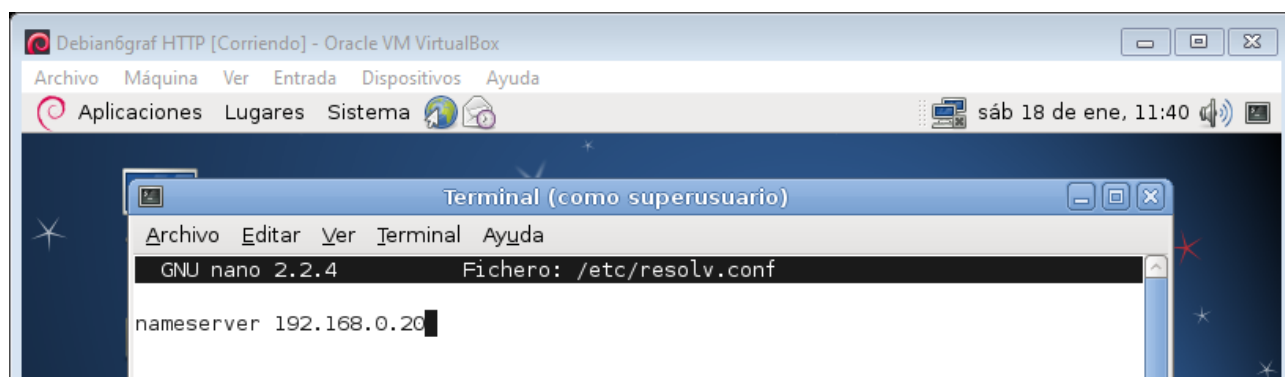 Debian6graf HTTP [Corriendo] - Oracle VM VirtualBox
Archivo Máquina Ver Entrada Dispositivos Ayuda
Aplicaciones Lugares Sistema sáb 18 de ene, 11:40
Terminal (como superusuario)
Archivo Editar Ver Terminal Ayuda
GNU nano 2.2.4 Fichero: /etc/resolv.conf
nameserver 192.168.0.20